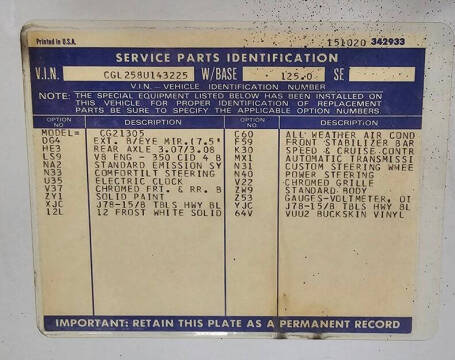 Printed in U.S.A. 151020 342933
SERVICE PARTS IDENTIFICATION
V.I.N. CGL258U143225 W/BASE 125.0 SE
V.I.N. – VEHICLE IDENTIFICATION NUMBER
NOTE: THE SPECIAL EQUIPMENT LISTED BELOW HAS BEEN INSTALLED ON
THIS VEHICLE. FOR PROPER IDENTIFICATION OF REPLACEMENT
PARTS BE SURE TO SPECIFY THE APPLICABLE OPTION NUMBERS.
OPTION NO DESCRIPTION OPTION NO DESCRIPTION
MODEL= CG21305 C60 ALL WEATHER AIR COND
DG4 EXT. B/EYE MIR.(7.5" F59 FRONT STABILIZER BAR
HE3 REAR AXLE 3.07/3.08 K30 SPEED & CRUISE CONTR
LS9 V8 ENG - 350 CID 4 B MX1 AUTOMATIC TRANSMISSI
NA2 STANDARD EMISSION SY N31 CUSTOM STEERING WHEE
N33 COMFORTILT STEERING N40 POWER STEERING
U35 ELECTRIC CLOCK V22 CHROMED GRILLE
V37 CHROMED FRT. & RR. B ZW9 STANDARD BODY
ZY1 SOLID PAINT Z53 GAUGES-VOLTMETER, OI
XJC J78-15/B TBLS HWY BL YJC J78-15/B TBLS HWY BL
12L 12 FROST WHITE SOLID 64V VUU2 BUCKSKIN VINYL
IMPORTANT: RETAIN THIS PLATE AS A PERMANENT RECORD